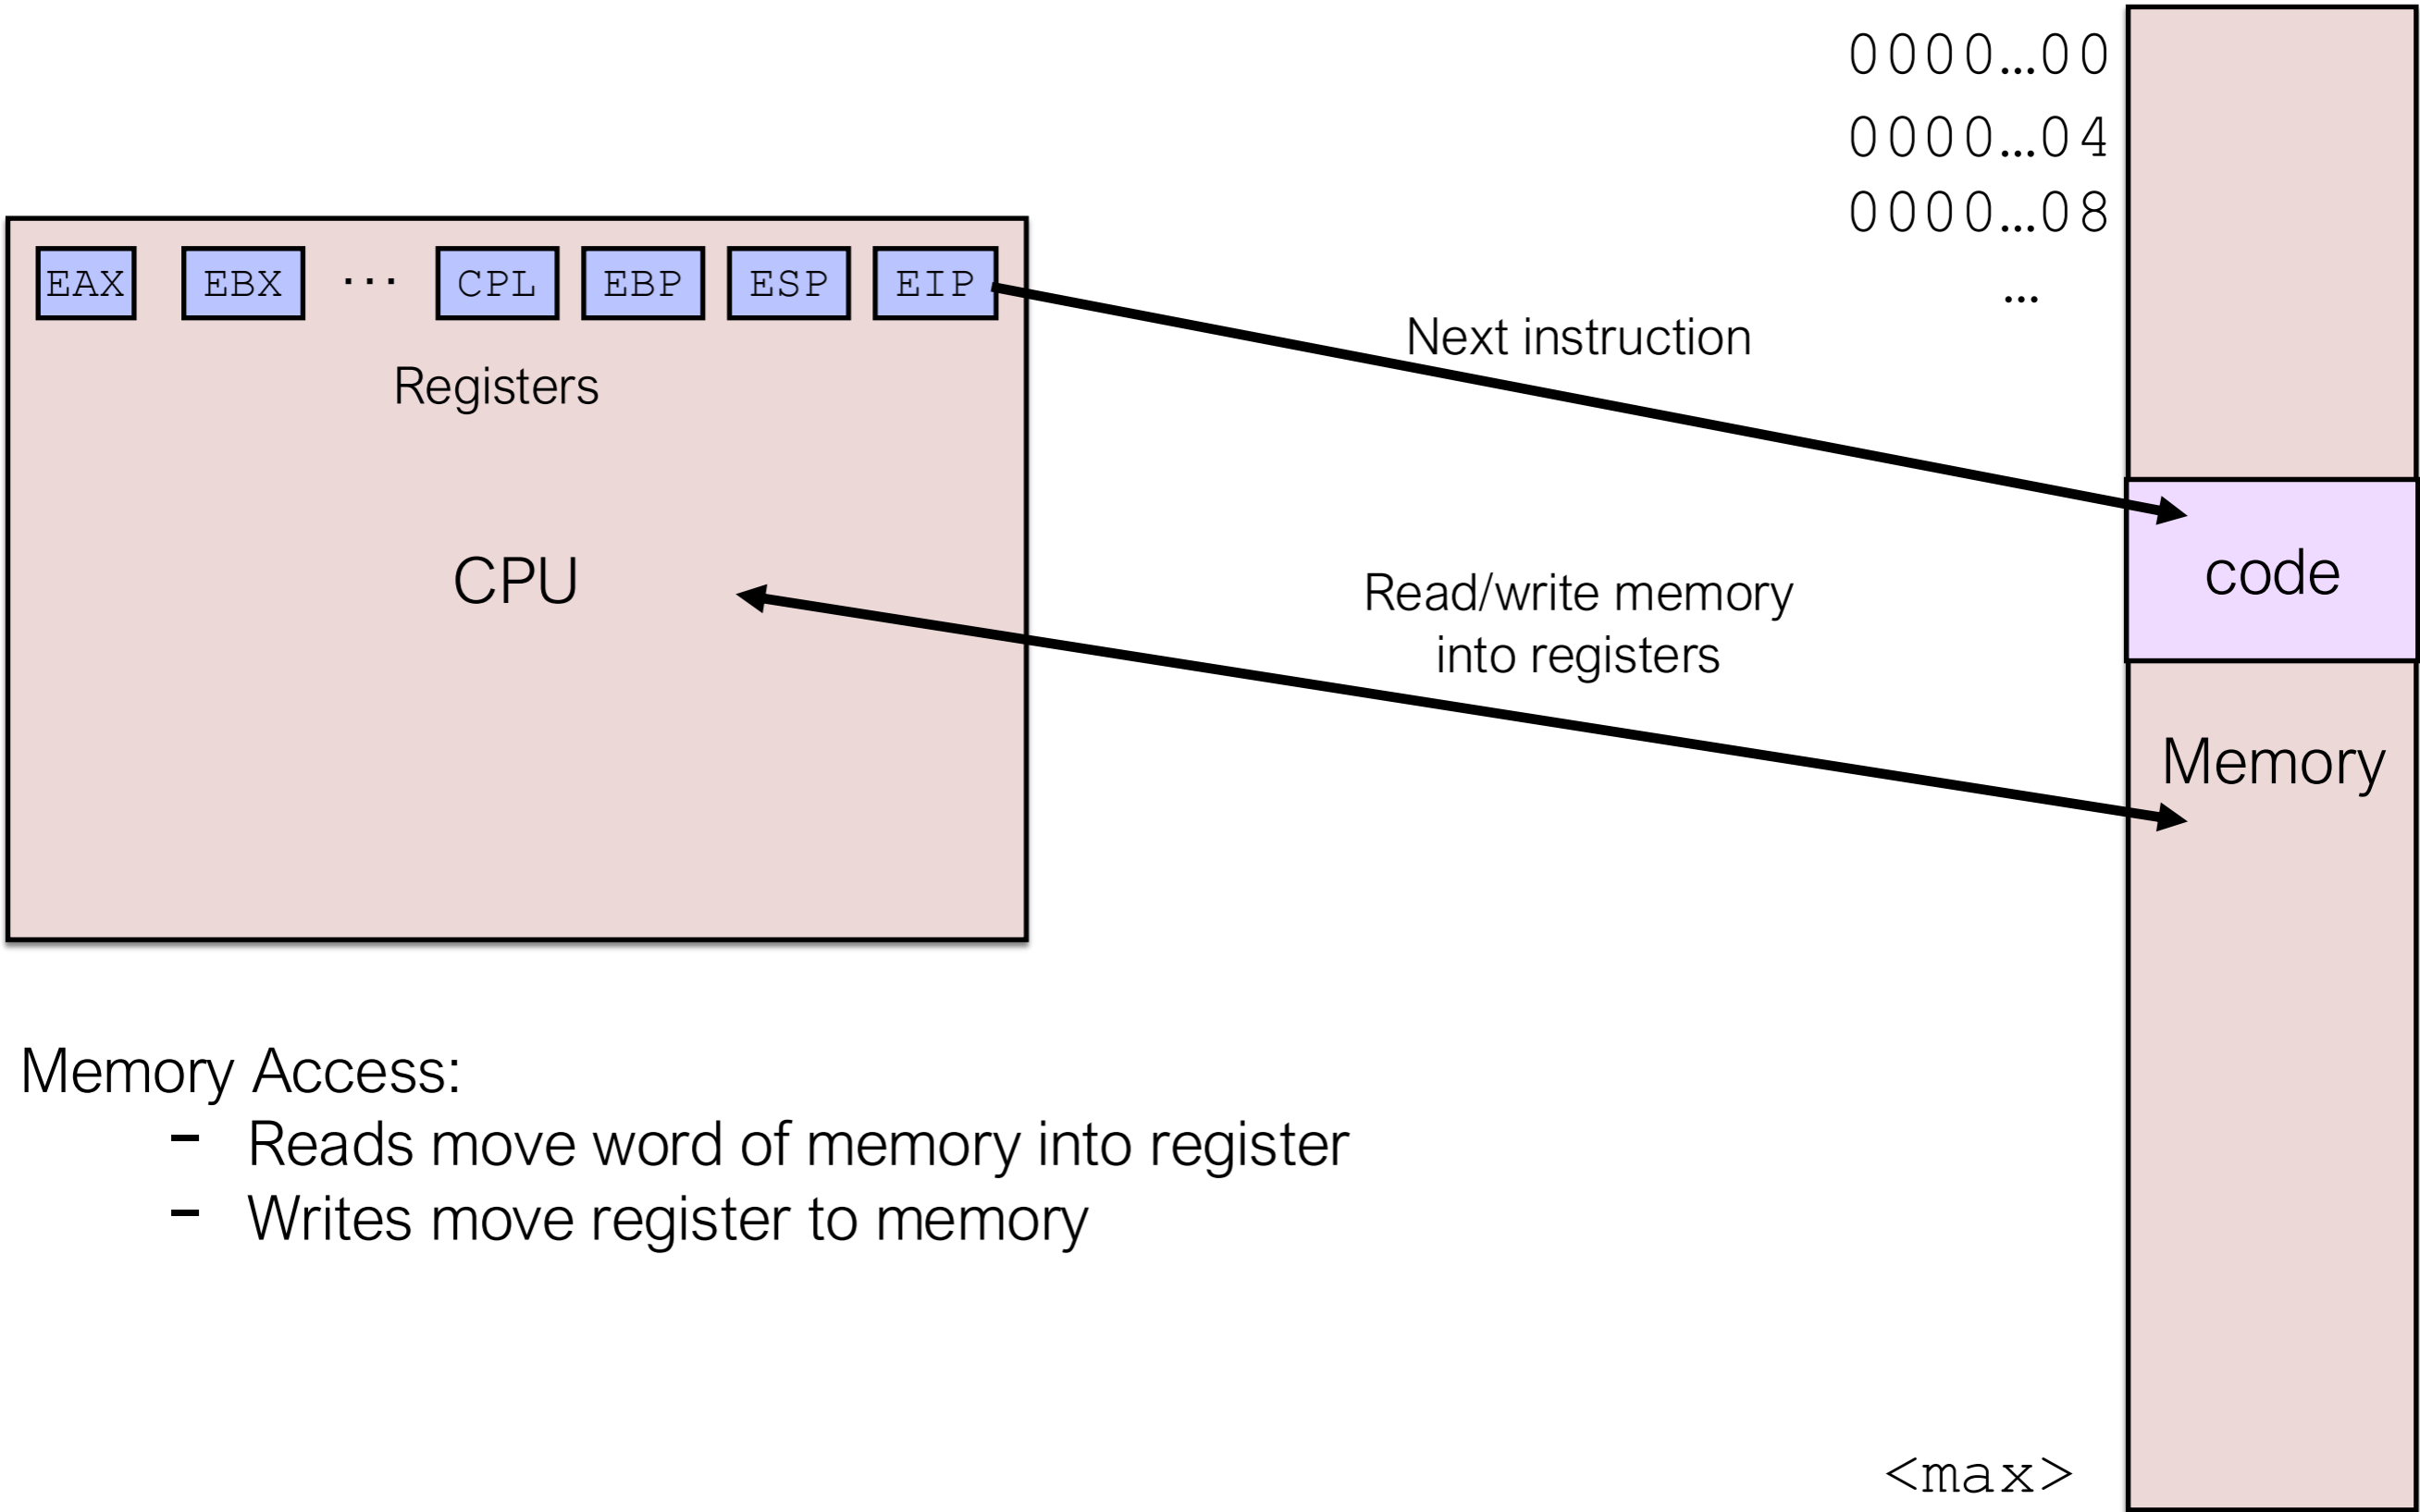 0000…00
0000…04
0000…08
…
EAX EBX … CPL EBP ESP EIP
Registers
Next instruction
CPU
Read/write memory
into registers
code
Memory
Memory Access:
- Reads move word of memory into register
- Writes move register to memory
<max>